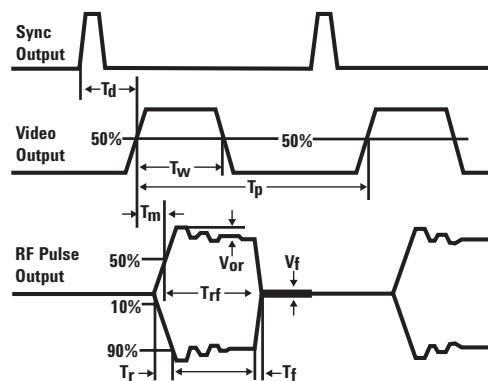 Sync
Output
Td
Video
Output
50%
50%
Tw
Tp
Tm
RF Pulse
Output
50%
Vor
Vf
Trf
10%
90%
Tr
Tf